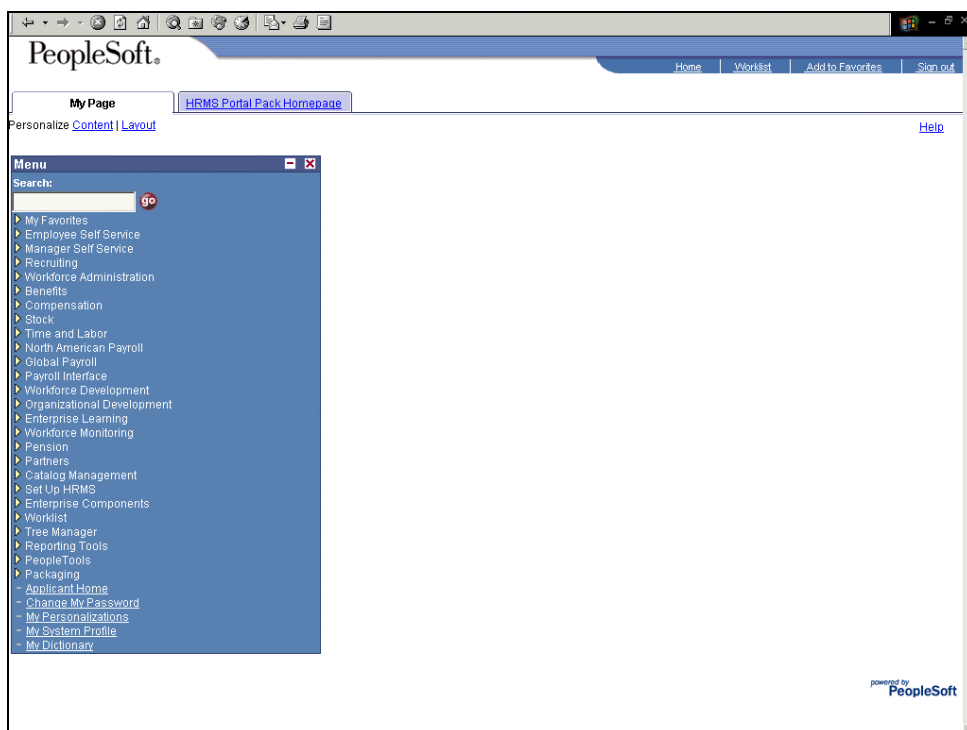 PeopleSoft®
Home Worklist Add to Favorites Sign out
My Page HRMS Portal Pack Homepage
Personalize Content | Layout Help
Menu
Search:
go
My Favorites
Employee Self Service
Manager Self Service
Recruiting
Workforce Administration
Benefits
Compensation
Stock
Time and Labor
North American Payroll
Global Payroll
Payroll Interface
Workforce Development
Organizational Development
Enterprise Learning
Workforce Monitoring
Pension
Partners
Catalog Management
Set Up HRMS
Enterprise Components
Worklist
Tree Manager
Reporting Tools
PeopleTools
Packaging
– Applicant Home
– Change My Password
– My Personalizations
– My System Profile
– My Dictionary
powered by
PeopleSoft